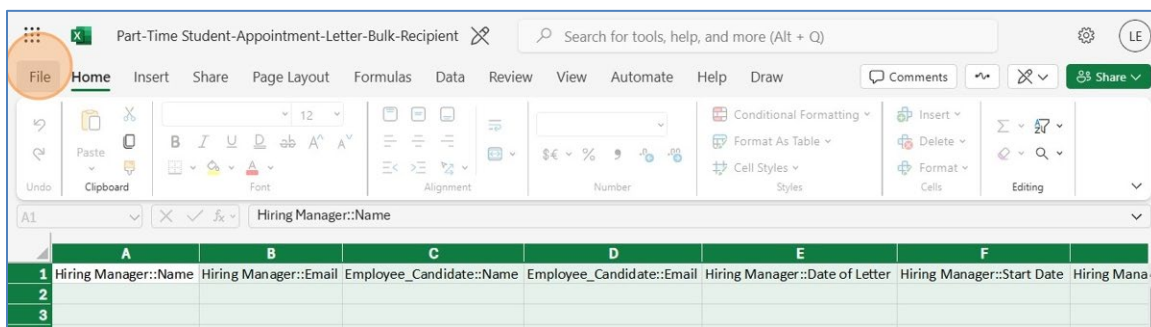 Part-Time Student-Appointment-Letter-Bulk-Recipient Search for tools, help, and more (Alt + Q) LE
File Home Insert Share Page Layout Formulas Data Review View Automate Help Draw Comments Share
12 Conditional Formatting Insert
Paste B I U D ab A^ A˅ Format As Table Delete
$€ % 9 Cell Styles Format
Undo Clipboard Font Alignment Number Styles Cells Editing
A1 fx Hiring Manager::Name
A B C D E F
1 Hiring Manager::Name Hiring Manager::Email Employee_Candidate::Name Employee_Candidate::Email Hiring Manager::Date of Letter Hiring Manager::Start Date Hiring Mana
2
3